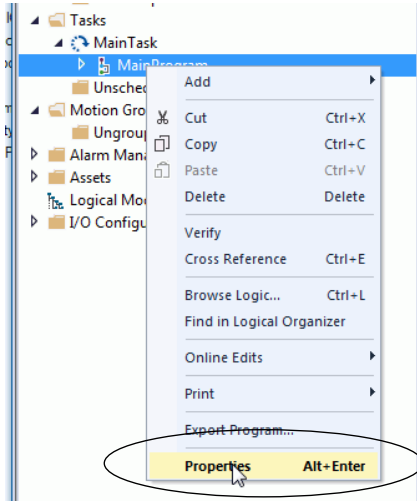 Tasks
MainTask
MainProgram
Add
Unsched
Motion Gro
Cut Ctrl+X
Ungroup
Copy Ctrl+C
Alarm Mana
Paste Ctrl+V
Assets
Delete Delete
Logical Mod
I/O Configu
Verify
Cross Reference Ctrl+E
Browse Logic... Ctrl+L
Find in Logical Organizer
Online Edits
Print
Export Program...
Properties Alt+Enter